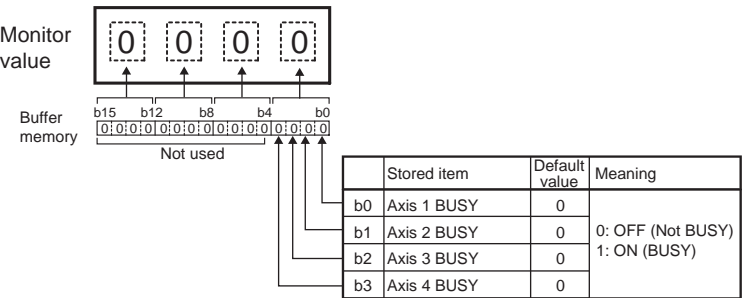 Monitor value
0 0 0 0
Buffer memory
b15 b12 b8 b4 b0
0 0 0 0 0 0 0 0 0 0 0 0 0 0 0 0
Not used
Stored item Default value Meaning
b0 Axis 1 BUSY 0
b1 Axis 2 BUSY 0
b2 Axis 3 BUSY 0
b3 Axis 4 BUSY 0
0: OFF (Not BUSY)
1: ON (BUSY)